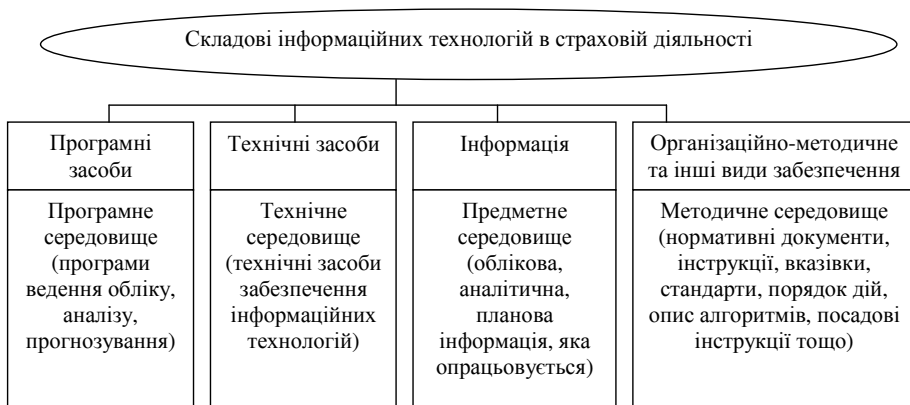 Складові інформаційних технологій в страховій діяльності
Програмні
засоби
Програмне
середовище
(програми
ведення обліку,
аналізу,
прогнозування)
Технічні засоби
Технічне
середовище
(технічні засоби
забезпечення
інформаційних
технологій)
Інформація
Предметне
середовище
(облікова,
аналітична,
планова
інформація, яка
опрацьовується)
Організаційно-методичне
та інші види забезпечення
Методичне середовище
(нормативні документи,
інструкції, вказівки,
стандарти, порядок дій,
опис алгоритмів, посадові
інструкції тощо)